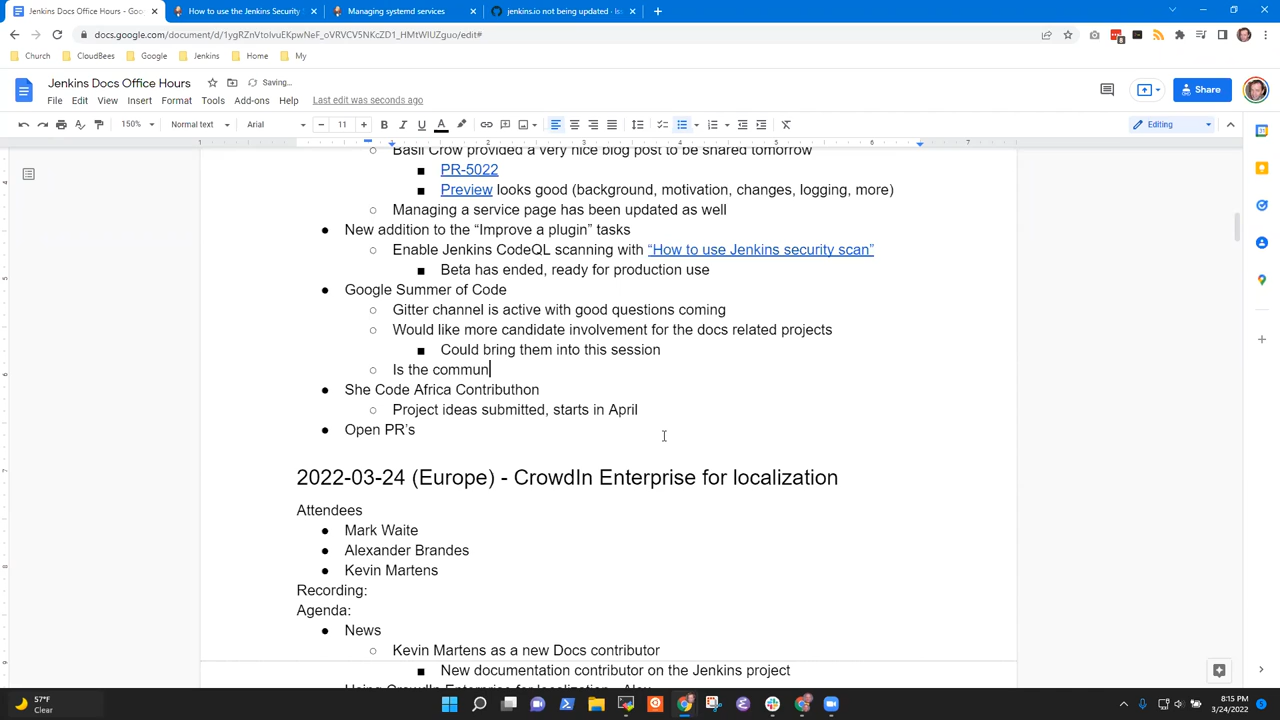 Jenkins Docs Office Hours - Goo
How to use the Jenkins Security S
Managing systemd services
jenkins.io not being updated · Iss
docs.google.com/document/d/1ygRZnVtoIvuEKpwNeF_oVRVCV5NKcZD1_HMtWIUZguo/edit#
Church
CloudBees
Google
Jenkins
Home
My
Jenkins Docs Office Hours
Saving...
File Edit View Insert Format Tools Add-ons Help Last edit was seconds ago
Share
150% Normal text Arial 11 Editing
Basil Crow provided a very nice blog post to be shared tomorrow
PR-5022
Preview looks good (background, motivation, changes, logging, more)
Managing a service page has been updated as well
New addition to the “Improve a plugin” tasks
Enable Jenkins CodeQL scanning with “How to use Jenkins security scan”
Beta has ended, ready for production use
Google Summer of Code
Gitter channel is active with good questions coming
Would like more candidate involvement for the docs related projects
Could bring them into this session
Is the commun
She Code Africa Contributhon
Project ideas submitted, starts in April
Open PR’s
2022-03-24 (Europe) - CrowdIn Enterprise for localization
Attendees
Mark Waite
Alexander Brandes
Kevin Martens
Recording:
Agenda:
News
Kevin Martens as a new Docs contributor
New documentation contributor on the Jenkins project
57°F
Clear
8:15 PM
3/24/2022